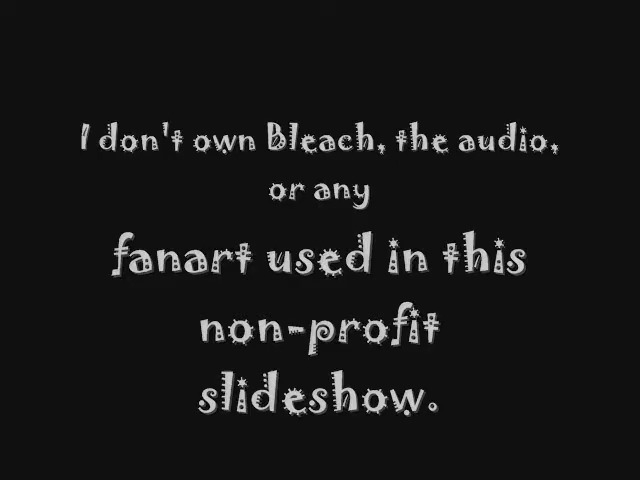 I don't own Bleach, the audio,
or any
fanart used in this
non-profit
slideshow.